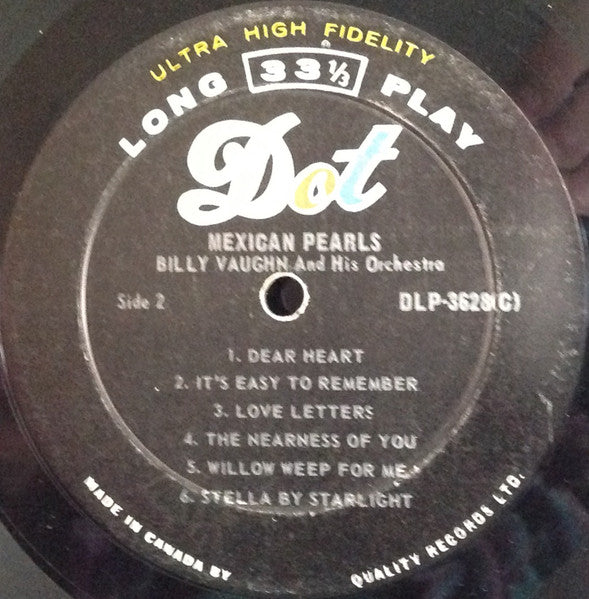 ULTRA HIGH FIDELITY
LONG 33 1/3 PLAY
Dot
MEXICAN PEARLS
BILLY VAUGHN And His Orchestra
Side 2
DLP-3628(C)
1. DEAR HEART
2. IT'S EASY TO REMEMBER
3. LOVE LETTERS
4. THE NEARNESS OF YOU
5. WILLOW WEEP FOR ME
6. STELLA BY STARLIGHT
MADE IN CANADA BY QUALITY RECORDS LTD.